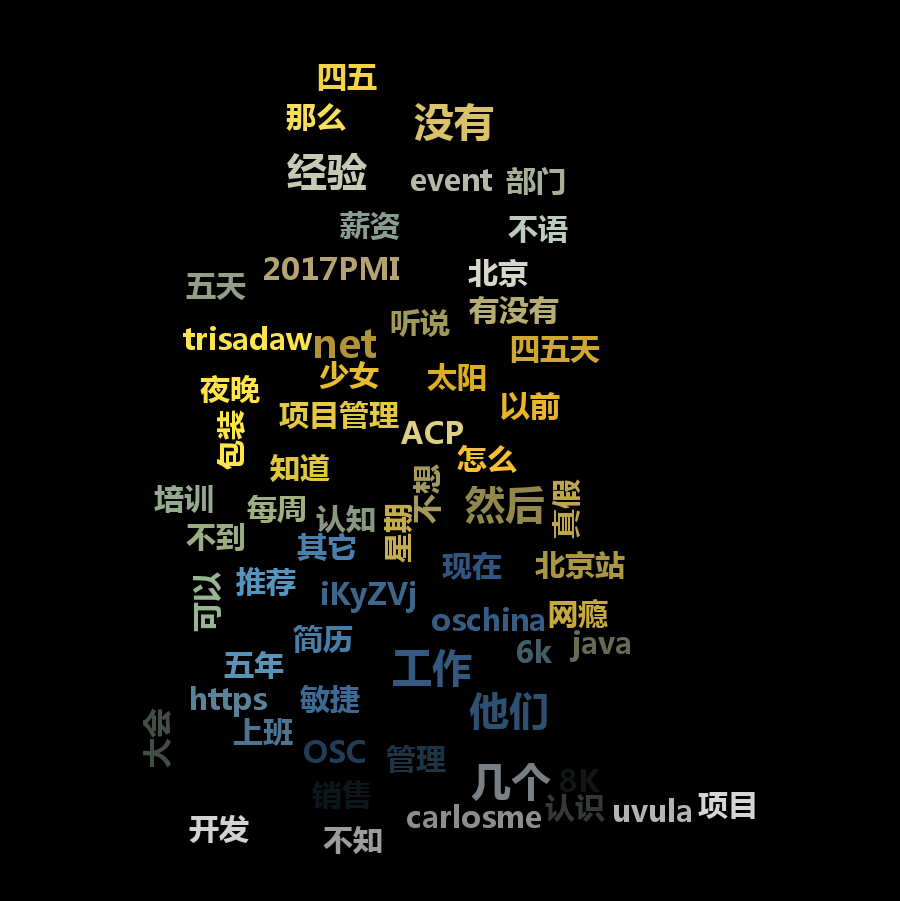 四五
那么
没有
经验
event
部门
薪资
不语
2017PMI
北京
五天
有没有
听说
trisadaw
net
四五天
少女
太阳
夜晚
以前
项目管理
包装
ACP
怎么
知道
不想
培训
每周
认知
然后
真假
星期
不到
其它
现在
北京站
推荐
可以
iKyZVj
网瘾
oschina
简历
6k
java
五年
工作
https
敏捷
他们
大会
上班
OSC
管理
几个
8K
销售
认识
carlosme
uvula
项目
开发
不知